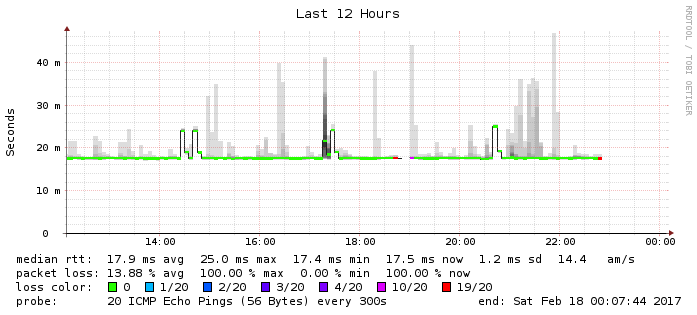 Last 12 Hours
RRDTOOL / TOBI OETIKER
Seconds
40 m
30 m
20 m
10 m
0
14:00 16:00 18:00 20:00 22:00 00:00
median rtt: 17.9 ms avg 25.0 ms max 17.4 ms min 17.5 ms now 1.2 ms sd 14.4 am/s
packet loss: 13.88 % avg 100.00 % max 0.00 % min 100.00 % now
loss color: 0 1/20 2/20 3/20 4/20 10/20 19/20
probe: 20 ICMP Echo Pings (56 Bytes) every 300s end: Sat Feb 18 00:07:44 2017